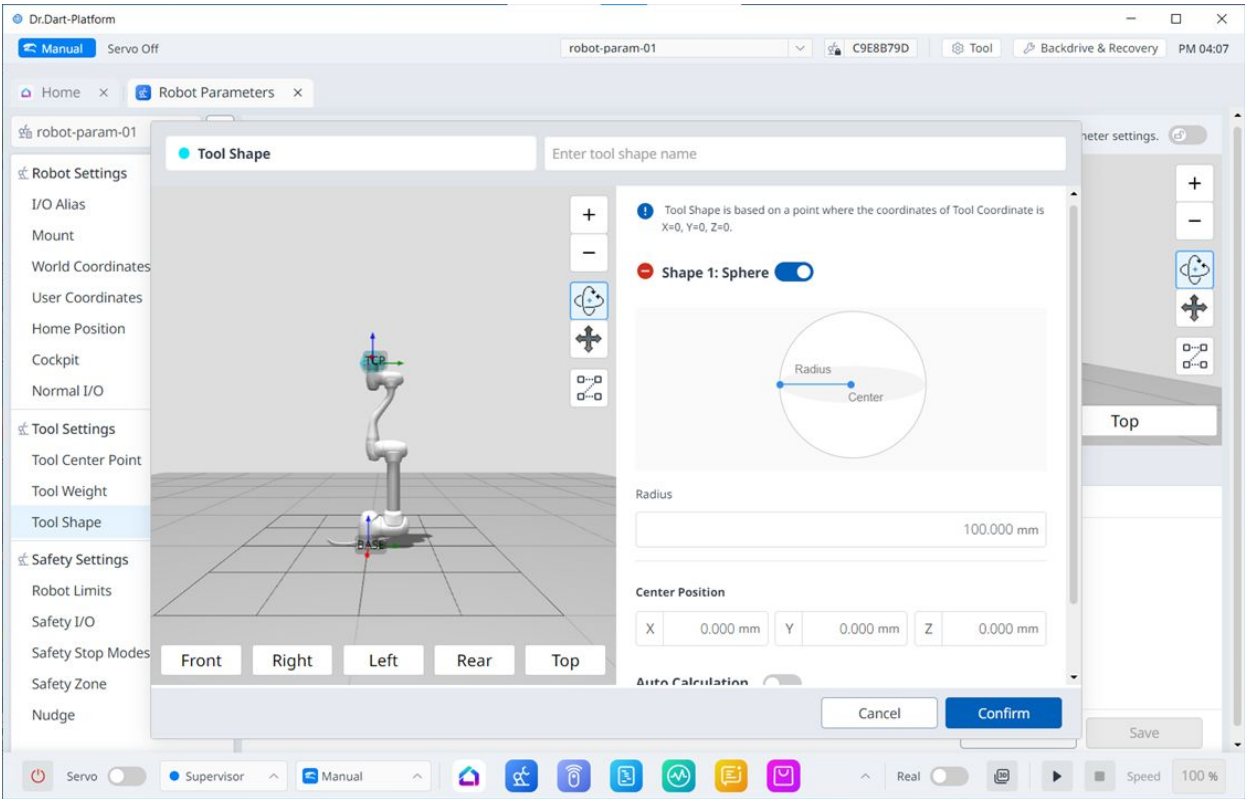 Dr.Dart-Platform
Manual Servo Off robot-param-01 C9E8B79D Tool Backdrive & Recovery PM 04:07
Home Robot Parameters
robot-param-01
Robot Settings
I/O Alias
Mount
World Coordinates
User Coordinates
Home Position
Cockpit
Normal I/O
Tool Settings
Tool Center Point
Tool Weight
Tool Shape
Safety Settings
Robot Limits
Safety I/O
Safety Stop Modes
Safety Zone
Nudge
Tool Shape
Enter tool shape name
TCP
BASE
Front Right Left Rear Top
Tool Shape is based on a point where the coordinates of Tool Coordinate is
X=0, Y=0, Z=0.
Shape 1: Sphere
Radius
Center
Radius
100.000 mm
Center Position
X 0.000 mm Y 0.000 mm Z 0.000 mm
Auto Calculation
Cancel Confirm
settings.
Top
Save
Servo Supervisor Manual Real 3D Speed 100 %